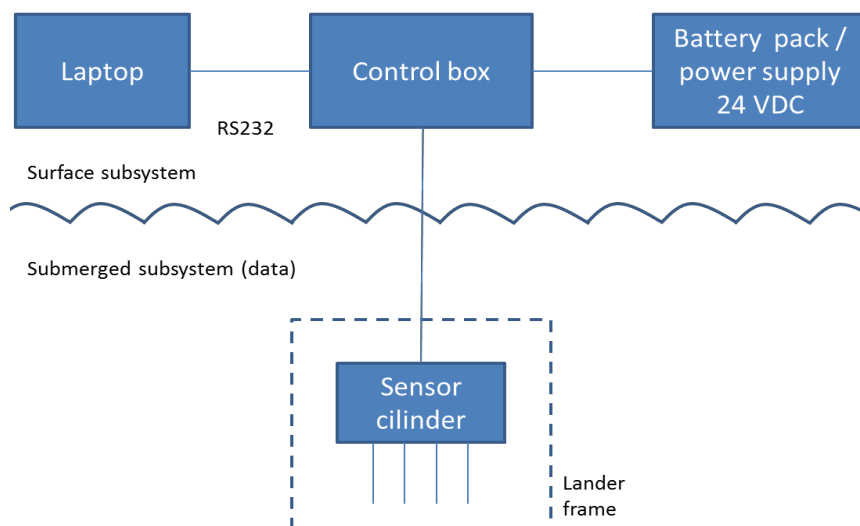 Laptop
Control box
Battery pack /
power supply
24 VDC
RS232
Surface subsystem
Submerged subsystem (data)
Sensor
cilinder
Lander
frame